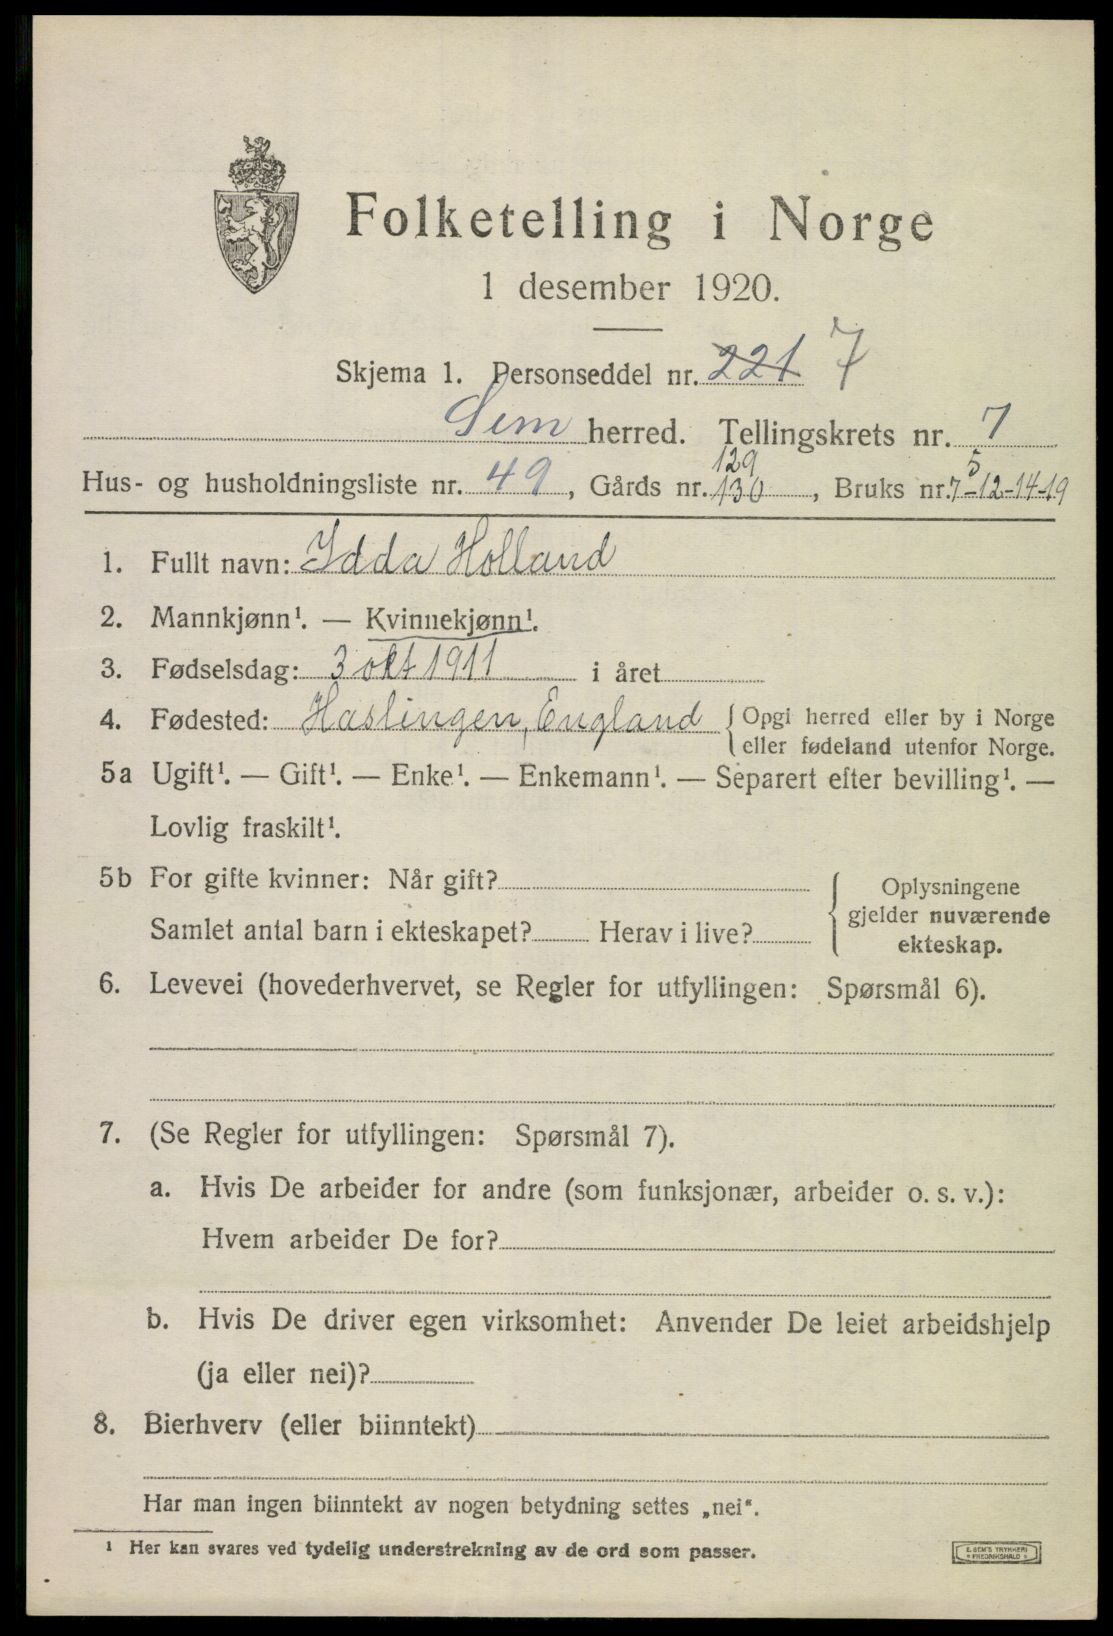 Folketelling i Norge
1 desember 1920.
Skjema 1. Personseddel nr. 221 7
Sem herred. Tellingskrets nr. 7
129 5
Hus- og husholdningsliste nr. 49, Gårds nr. 130, Bruks nr. 7-12-14-19
1. Fullt navn: Idda Holland
2. Mannkjønn¹. — Kvinnekjønn¹.
3. Fødselsdag: 3 okt 1911 i året
4. Fødested: Haslingen, England { Opgi herred eller by i Norge
eller fødeland utenfor Norge.
5a Ugift¹. — Gift¹. — Enke¹. — Enkemann¹. — Separert efter bevilling¹. —
Lovlig fraskilt¹.
5b For gifte kvinner: Når gift?
Samlet antal barn i ekteskapet? Herav i live?
{ Oplysningene
gjelder nuværende
ekteskap.
6. Levevei (hovederhvervet, se Regler for utfyllingen: Spørsmål 6).
7. (Se Regler for utfyllingen: Spørsmål 7).
a. Hvis De arbeider for andre (som funksjonær, arbeider o. s. v.):
Hvem arbeider De for?
b. Hvis De driver egen virksomhet: Anvender De leiet arbeidshjelp
(ja eller nei)?
8. Bierhverv (eller biinntekt)
Har man ingen biinntekt av nogen betydning settes „nei".
¹ Her kan svares ved tydelig understrekning av de ord som passer.
E. SEM'S TRYKKERI
FREDRIKSHALD